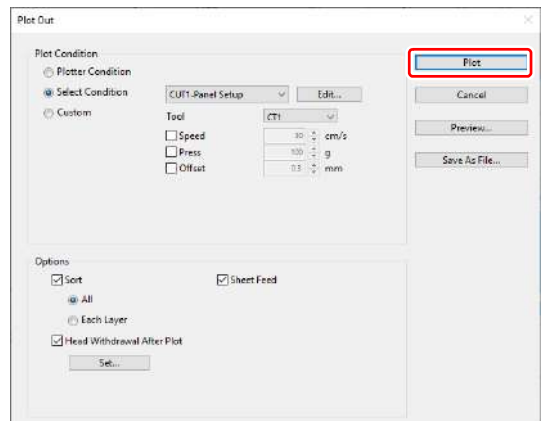 Plot Out
Plot Condition
Plotter Condition
Select Condition
CUT1-Panel Setup
Edit...
Custom
Tool
CT1
Speed
30
cm/s
Press
100
g
Offset
0.3
mm
Plot
Cancel
Preview...
Save As File...
Options
Sort
Sheet Feed
All
Each Layer
Head Withdrawal After Plot
Set...